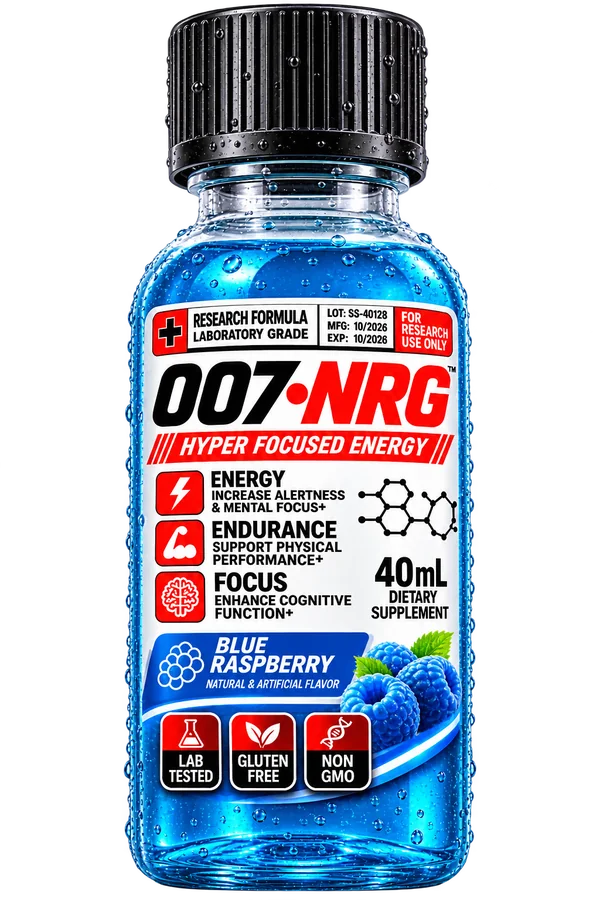 RESEARCH FORMULA
LABORATORY GRADE
LOT: SS-40128
MFG: 10/2026
EXP: 10/2026
FOR
RESEARCH
USE ONLY
007•NRG™
HYPER FOCUSED ENERGY
ENERGY
INCREASE ALERTNESS
& MENTAL FOCUS+
ENDURANCE
SUPPORT PHYSICAL
PERFORMANCE+
FOCUS
ENHANCE COGNITIVE
FUNCTION+
40mL
DIETARY
SUPPLEMENT
BLUE
RASPBERRY
NATURAL & ARTIFICIAL FLAVOR
LAB
TESTED
GLUTEN
FREE
NON
GMO